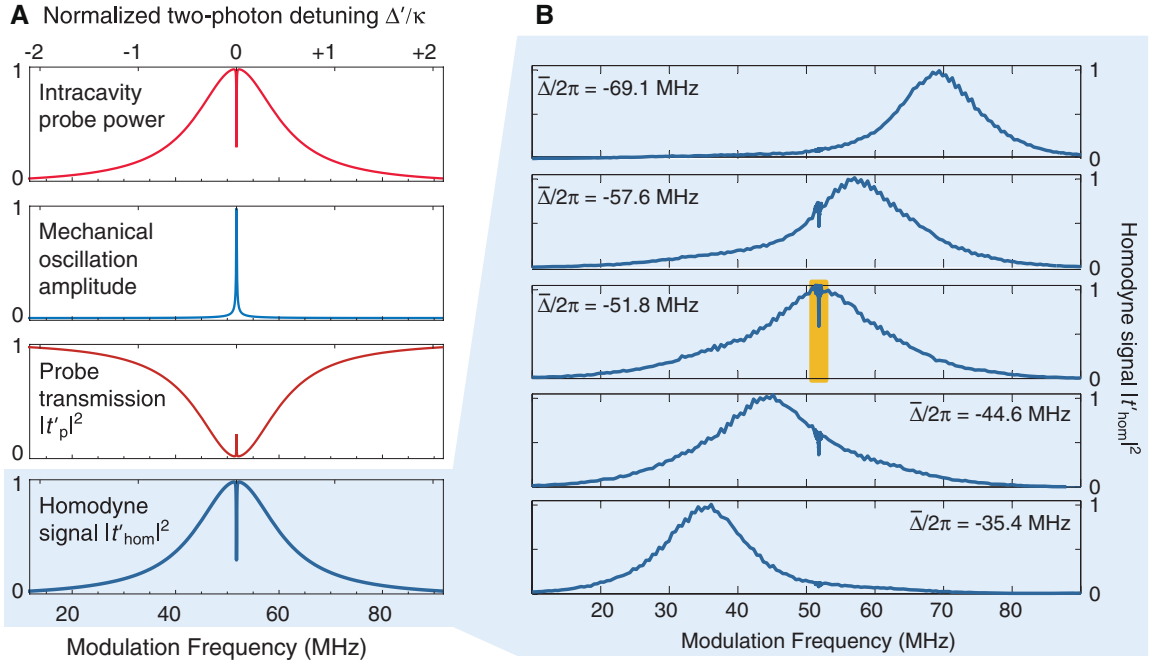 A Normalized two-photon detuning Δ′/κ
-2 -1 0 +1 +2
1
Intracavity
probe power
0
1
Mechanical
oscillation
amplitude
0
1
Probe
transmission
|t′p|²
0
1
Homodyne
signal |t′hom|²
0
20 40 60 80
Modulation Frequency (MHz)
B
Δ̄/2π = -69.1 MHz
1
0
Δ̄/2π = -57.6 MHz
1
0
Δ̄/2π = -51.8 MHz
1
0
Δ̄/2π = -44.6 MHz
1
0
Δ̄/2π = -35.4 MHz
1
0
20 30 40 50 60 70 80
Modulation Frequency (MHz)
Homodyne signal |t′hom|²